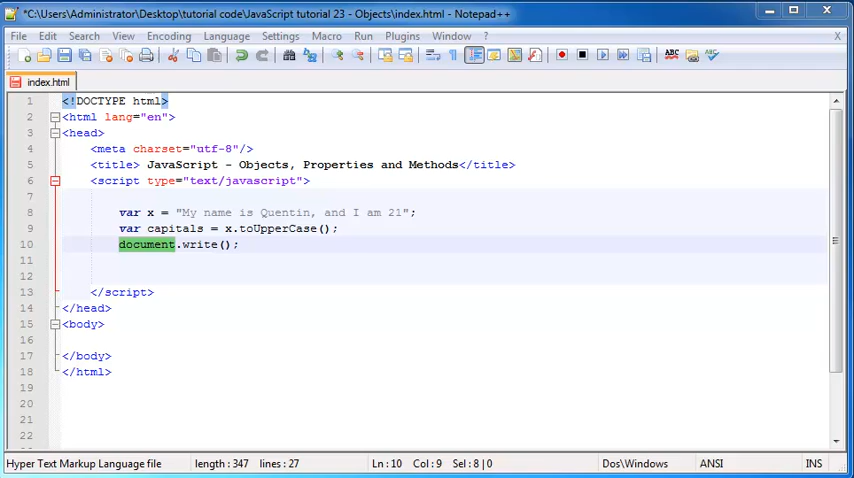 *C:\Users\Administrator\Desktop\tutorial code\JavaScript tutorial 23 - Objects\index.html - Notepad++
File Edit Search View Encoding Language Settings Macro Run Plugins Window ? X
index.html
1 <!DOCTYPE html>
2 <html lang="en">
3 <head>
4 <meta charset="utf-8"/>
5 <title> JavaScript - Objects, Properties and Methods</title>
6 <script type="text/javascript">
7
8 var x = "My name is Quentin, and I am 21";
9 var capitals = x.toUpperCase();
10 document.write();
11
12
13 </script>
14 </head>
15 <body>
16
17 </body>
18 </html>
19
20
21
22
Hyper Text Markup Language file length : 347 lines : 27 Ln : 10 Col : 9 Sel : 8 | 0 Dos\Windows ANSI INS